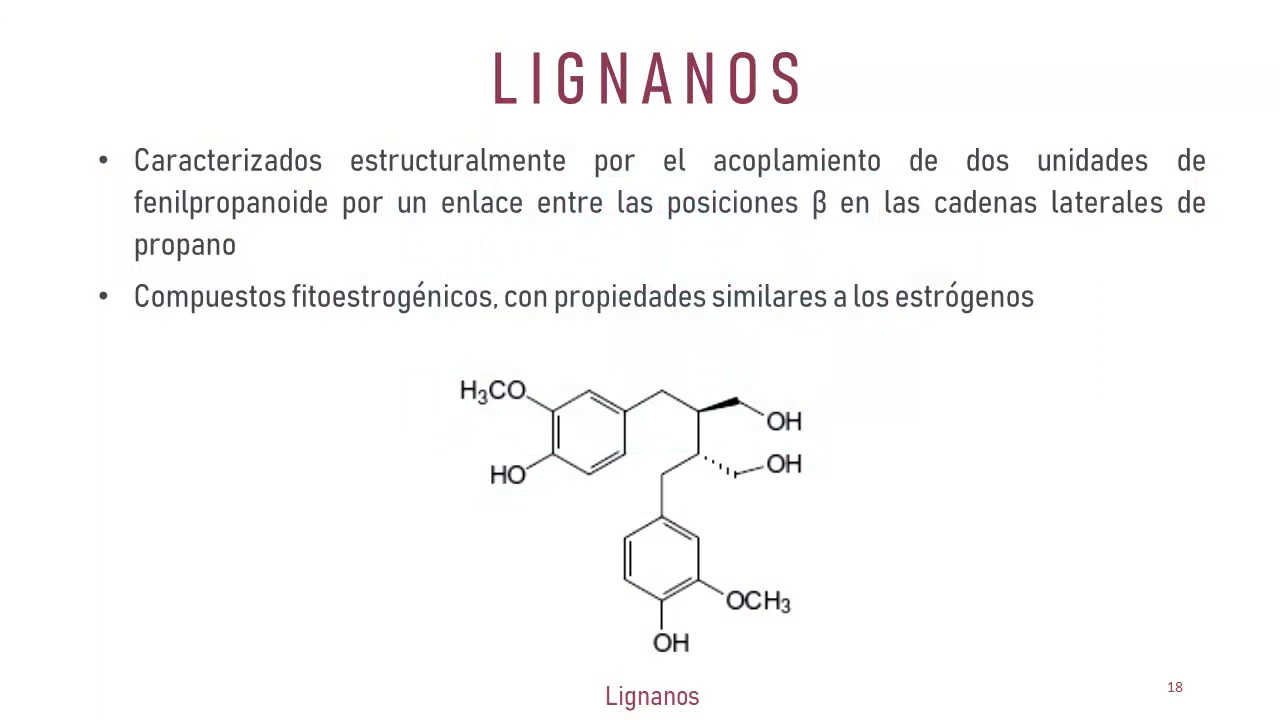 LIGNANOS
• Caracterizados estructuralmente por el acoplamiento de dos unidades de
fenilpropanoide por un enlace entre las posiciones β en las cadenas laterales de
propano
• Compuestos fitoestrogénicos, con propiedades similares a los estrógenos
H₃CO
OH
OH
HO
OCH₃
OH
Lignanos
18